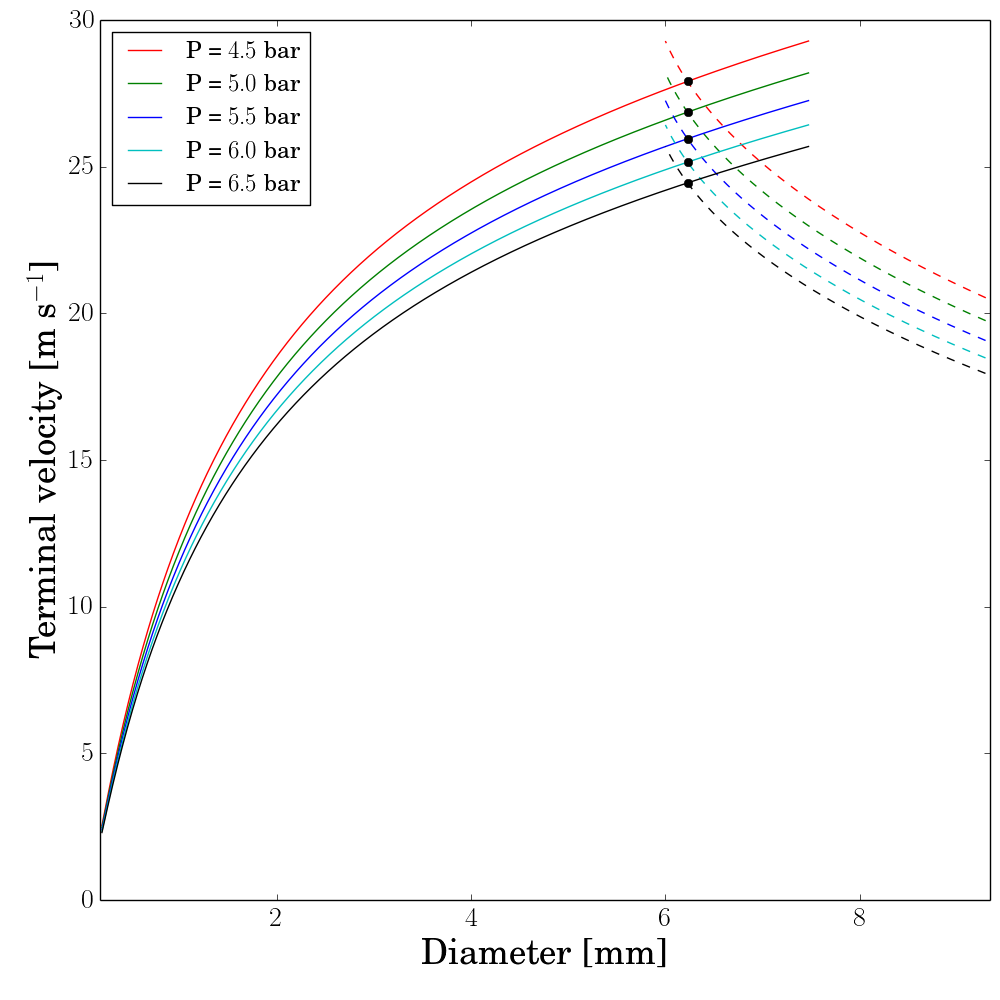 30
25
20
15
10
5
0
P = 4.5 bar
P = 5.0 bar
P = 5.5 bar
P = 6.0 bar
P = 6.5 bar
Terminal velocity [m s⁻¹]
2 4 6 8
Diameter [mm]